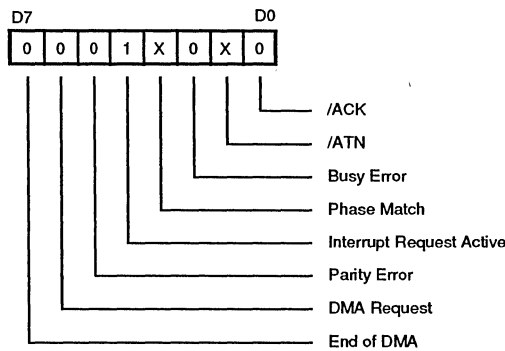 D7 D0
0 0 0 1 X 0 X 0
/ACK
/ATN
Busy Error
Phase Match
Interrupt Request Active
Parity Error
DMA Request
End of DMA